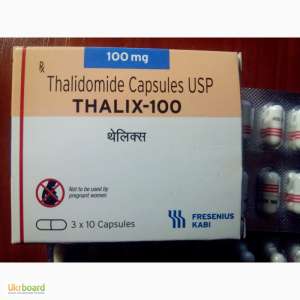 100 mg
Rx
Thalidomide Capsules USP
THALIX-100
थेलिक्स
Not to be used by
pregnant women
3 x 10 Capsules
FRESENIUS
KABI
Ukrboard